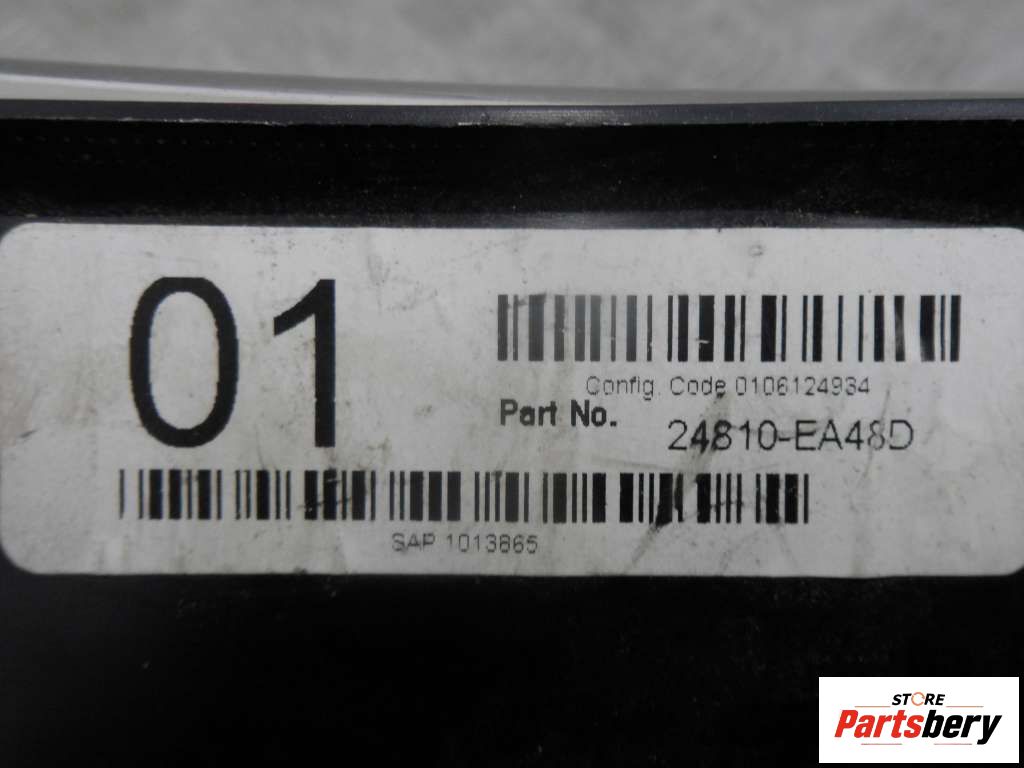 01
Config. Code 0106124934
Part No. 24810-EA48D
SAP 1013865
STORE
Partsbery